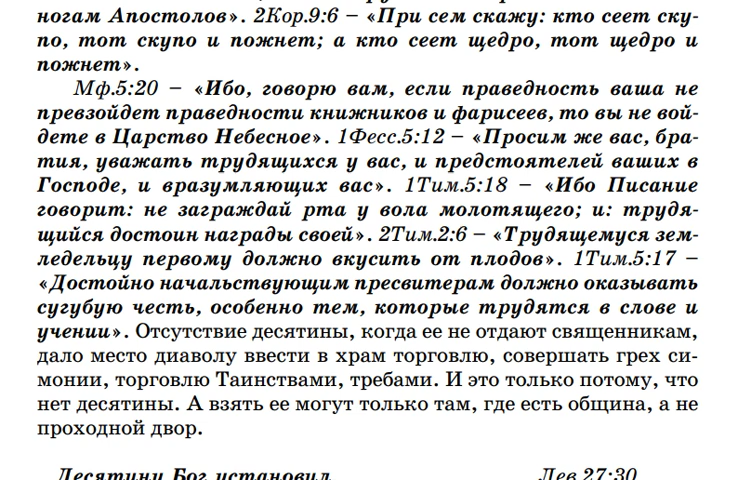 ногам Апостолов». 2Кор.9:6 – «При сем скажу: кто сеет ску-
по, тот скупо и пожнет; а кто сеет щедро, тот щедро и
пожнет».
Мф.5:20 – «Ибо, говорю вам, если праведность ваша не
превзойдет праведности книжников и фарисеев, то вы не вой-
дете в Царство Небесное». 1Фесс.5:12 – «Просим же вас, бра-
тия, уважать трудящихся у вас, и предстоятелей ваших в
Господе, и вразумляющих вас». 1Тим.5:18 – «Ибо Писание
говорит: не заграждай рта у вола молотящего; и: трудя-
щийся достоин награды своей». 2Тим.2:6 – «Трудящемуся зем-
ледельцу первому должно вкусить от плодов». 1Тим.5:17 –
«Достойно начальствующим пресвитерам должно оказывать
сугубую честь, особенно тем, которые трудятся в слове и
учении». Отсутствие десятины, когда ее не отдают священникам,
дало место диаволу ввести в храм торговлю, совершать грех си-
монии, торговлю Таинствами, требами. И это только потому, что
нет десятины. А взять ее могут только там, где есть община, а не
проходной двор.
Десятину Бог установил Лев.27:30